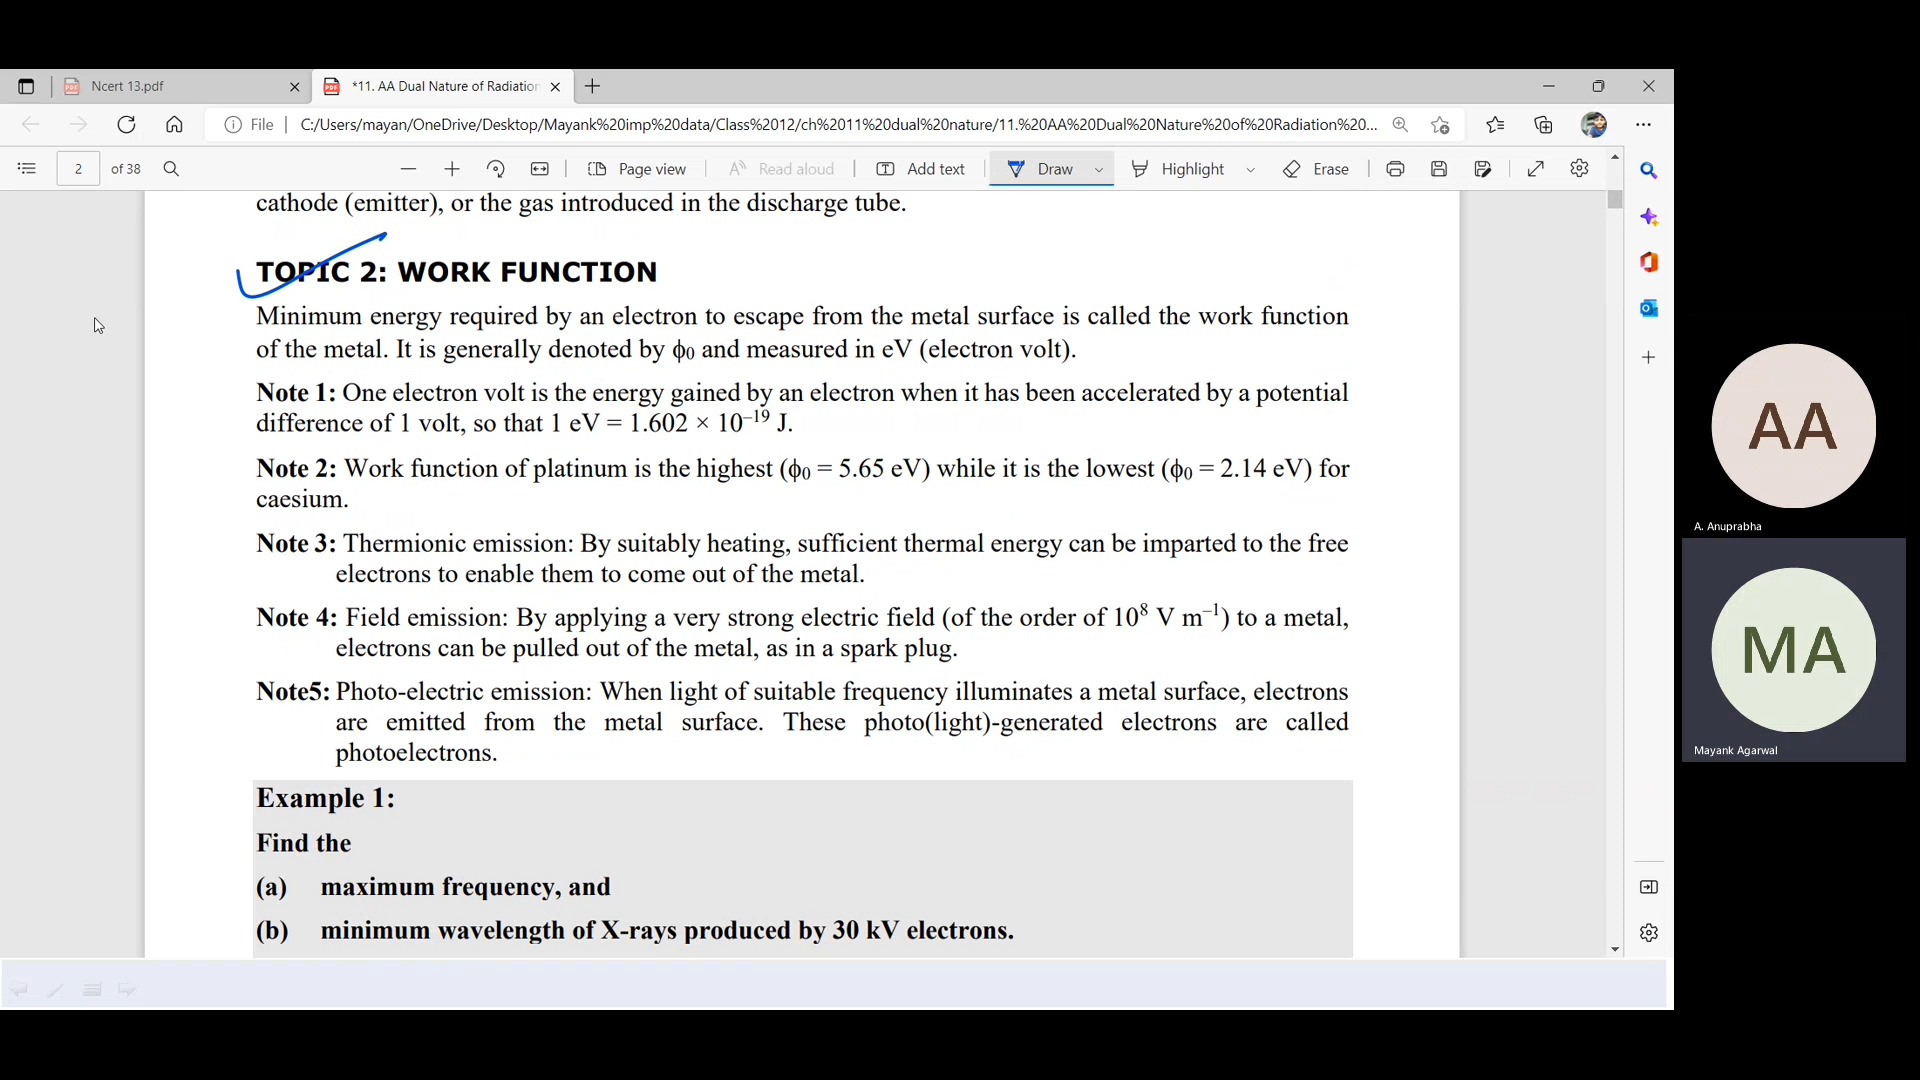 Ncert 13.pdf
*11. AA Dual Nature of Radiation
File
C:/Users/mayan/OneDrive/Desktop/Mayank%20imp%20data/Class%2012/ch%2011%20dual%20nature/11.%20AA%20Dual%20Nature%20of%20Radiation%20...
2 of 38
Page view
Read aloud
Add text
Draw
Highlight
Erase
cathode (emitter), or the gas introduced in the discharge tube.
TOPIC 2: WORK FUNCTION
Minimum energy required by an electron to escape from the metal surface is called the work function
of the metal. It is generally denoted by ϕ₀ and measured in eV (electron volt).
Note 1: One electron volt is the energy gained by an electron when it has been accelerated by a potential
difference of 1 volt, so that 1 eV = 1.602 × 10⁻¹⁹ J.
Note 2: Work function of platinum is the highest (ϕ₀ = 5.65 eV) while it is the lowest (ϕ₀ = 2.14 eV) for
caesium.
Note 3: Thermionic emission: By suitably heating, sufficient thermal energy can be imparted to the free
electrons to enable them to come out of the metal.
Note 4: Field emission: By applying a very strong electric field (of the order of 10⁸ V m⁻¹) to a metal,
electrons can be pulled out of the metal, as in a spark plug.
Note5: Photo-electric emission: When light of suitable frequency illuminates a metal surface, electrons
are emitted from the metal surface. These photo(light)-generated electrons are called
photoelectrons.
Example 1:
Find the
(a) maximum frequency, and
(b) minimum wavelength of X-rays produced by 30 kV electrons.
AA
A. Anuprabha
MA
Mayank Agarwal